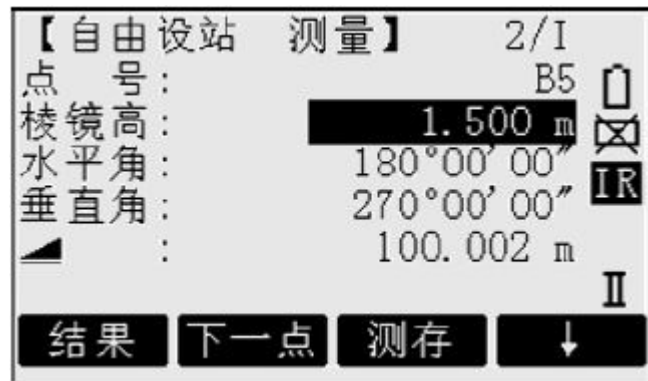 【自由设站 测量】 2/I
点 号: B5
棱镜高: 1.500 m
水平角: 180°00′00″
IR
垂直角: 270°00′00″
: 100.002 m
II
结果 下一点 测存 ↓